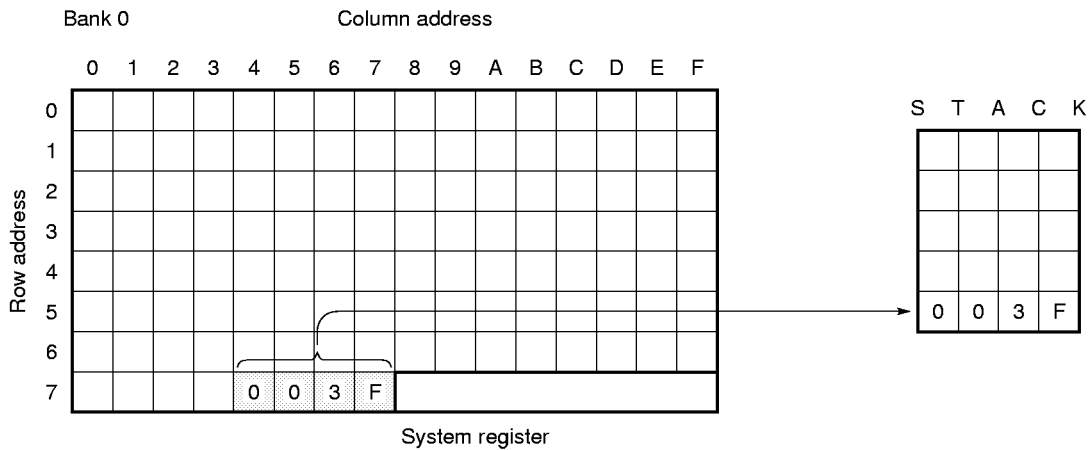 Bank 0 Column address
0 1 2 3 4 5 6 7 8 9 A B C D E F
0
S T A C K
1
2
3
Row address
4
5
0 0 3 F
6
7 0 0 3 F
System register